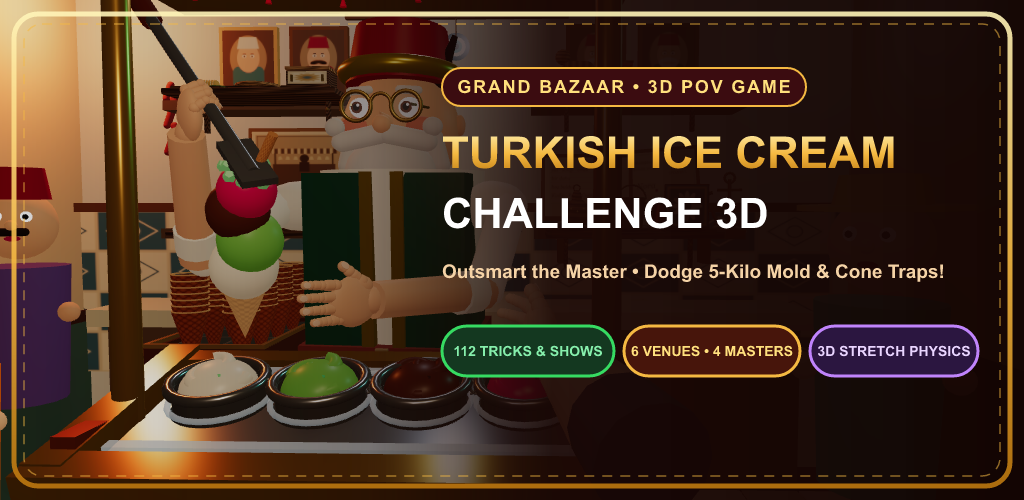 GRAND BAZAAR • 3D POV GAME
TURKISH ICE CREAM
CHALLENGE 3D
Outsmart the Master • Dodge 5-Kilo Mold & Cone Traps!
112 TRICKS & SHOWS
6 VENUES • 4 MASTERS
3D STRETCH PHYSICS